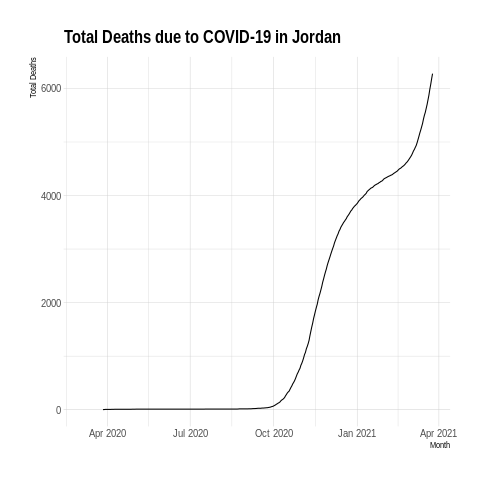 Total Deaths due to COVID-19 in Jordan
Total Deaths
6000
4000
2000
0
Apr 2020 Jul 2020 Oct 2020 Jan 2021 Apr 2021
Month